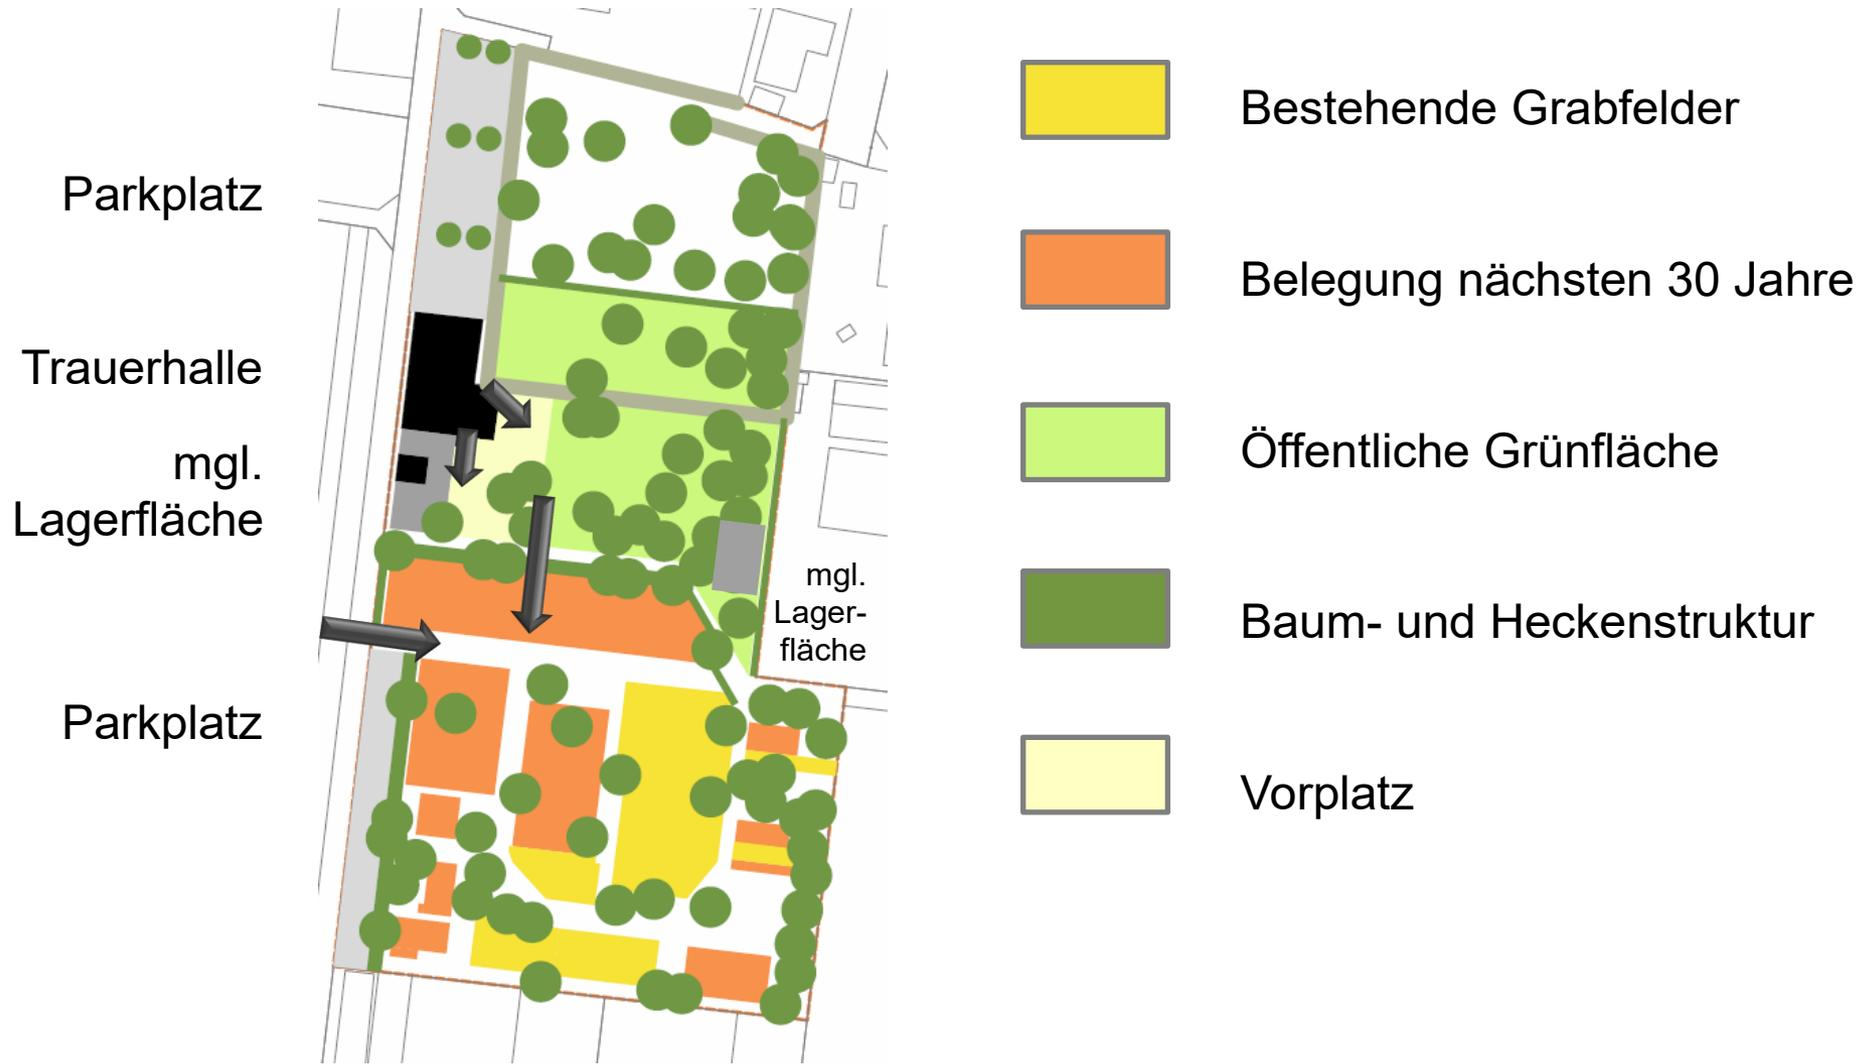 Parkplatz
Trauerhalle
mgl.
Lagerfläche
Parkplatz
mgl.
Lager-
fläche
Bestehende Grabfelder
Belegung nächsten 30 Jahre
Öffentliche Grünfläche
Baum- und Heckenstruktur
Vorplatz